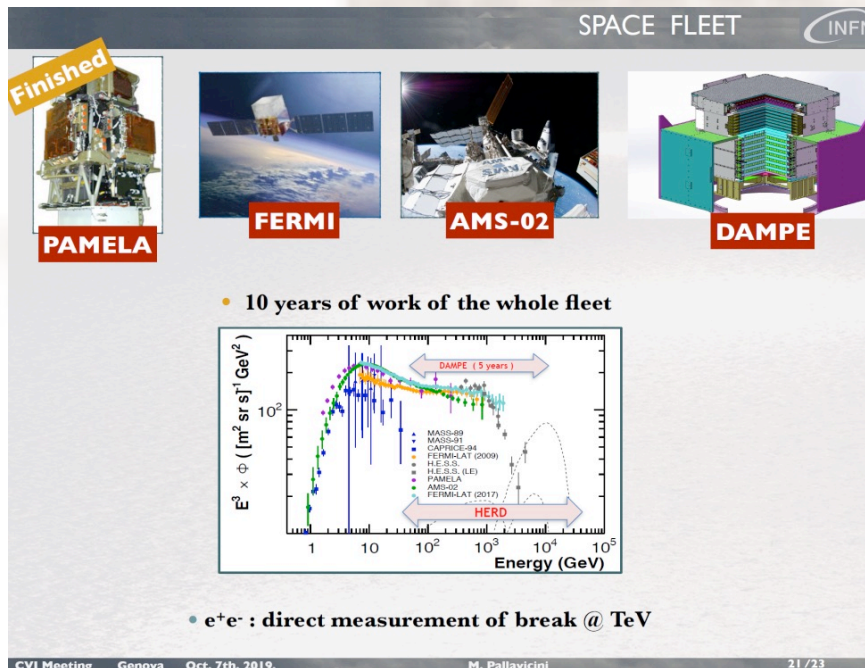 SPACE FLEET
INFN
Finished
PAMELA
FERMI
AMS-02
AMS
DAMPE
• 10 years of work of the whole fleet
E³ × Φ ( [m² sr s]⁻¹ GeV²)
10²
DAMPE ( 5 years )
MASS-89
MASS-91
CAPRICE-94
FERMI-LAT (2009)
H.E.S.S.
H.E.S.S. (LE)
PAMELA
AMS-02
FERMI-LAT (2017)
HERD
1 10 10² 10³ 10⁴ 10⁵
Energy (GeV)
• e⁺e⁻ : direct measurement of break @ TeV
CVI Meeting Genova Oct. 7th, 2019. M. Pallavicini 21/23